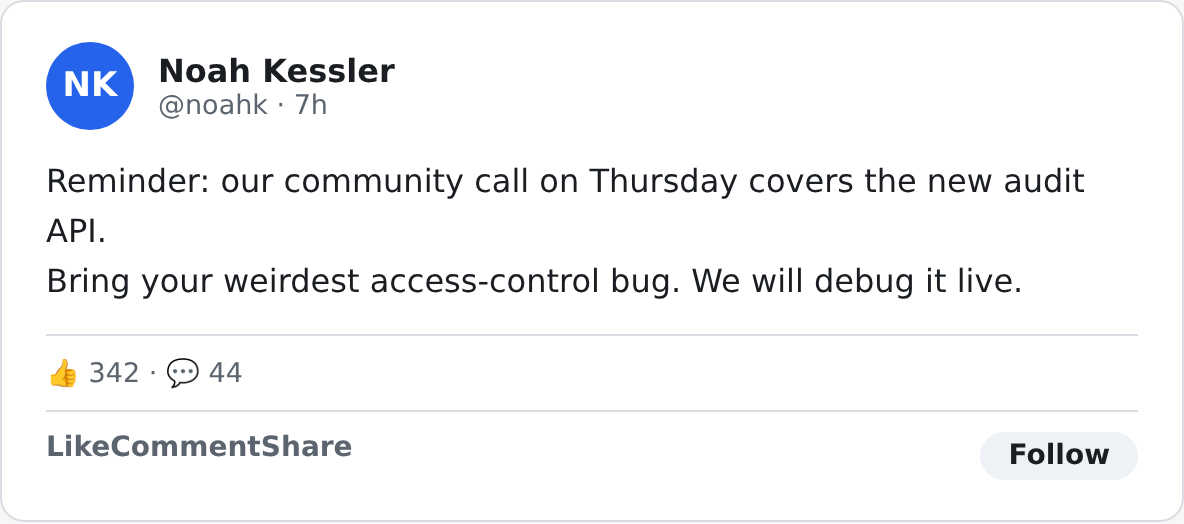 NK
Noah Kessler
@noahk · 7h
Reminder: our community call on Thursday covers the new audit
API.
Bring your weirdest access-control bug. We will debug it live.
👍 342 · 💬 44
LikeCommentShare
Follow